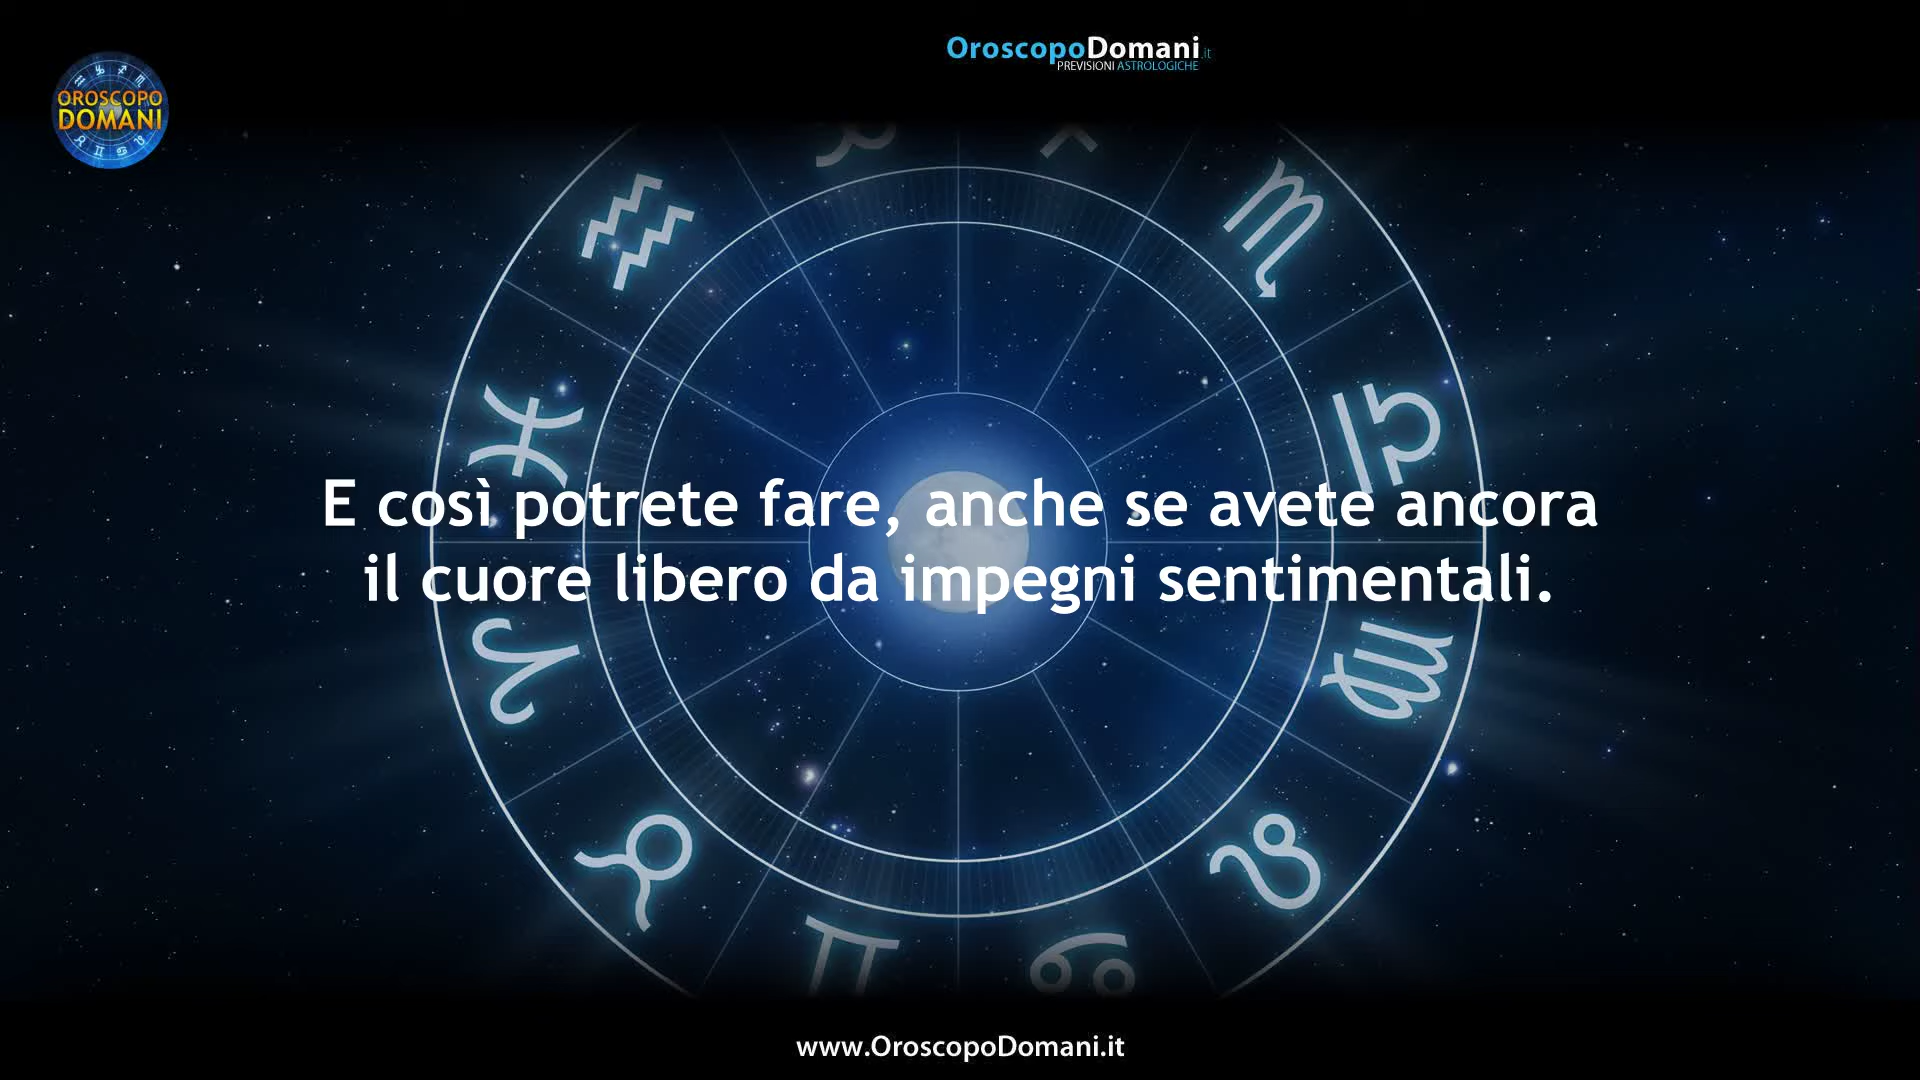 OroscopoDomani.it
PREVISIONI ASTROLOGICHE
OROSCOPO
DOMANI
E così potrete fare, anche se avete ancora
il cuore libero da impegni sentimentali.
www.OroscopoDomani.it